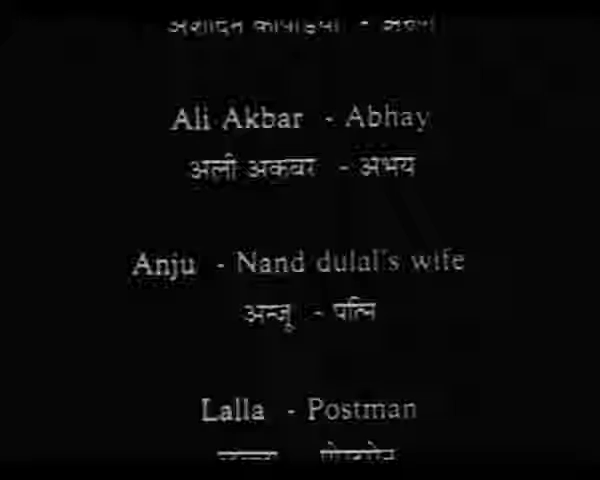 Ali Akbar - Abhay
अली अकबर - अभय
Anju - Nand dulal's wife
अन्जू - पत्नि
Lalla - Postman